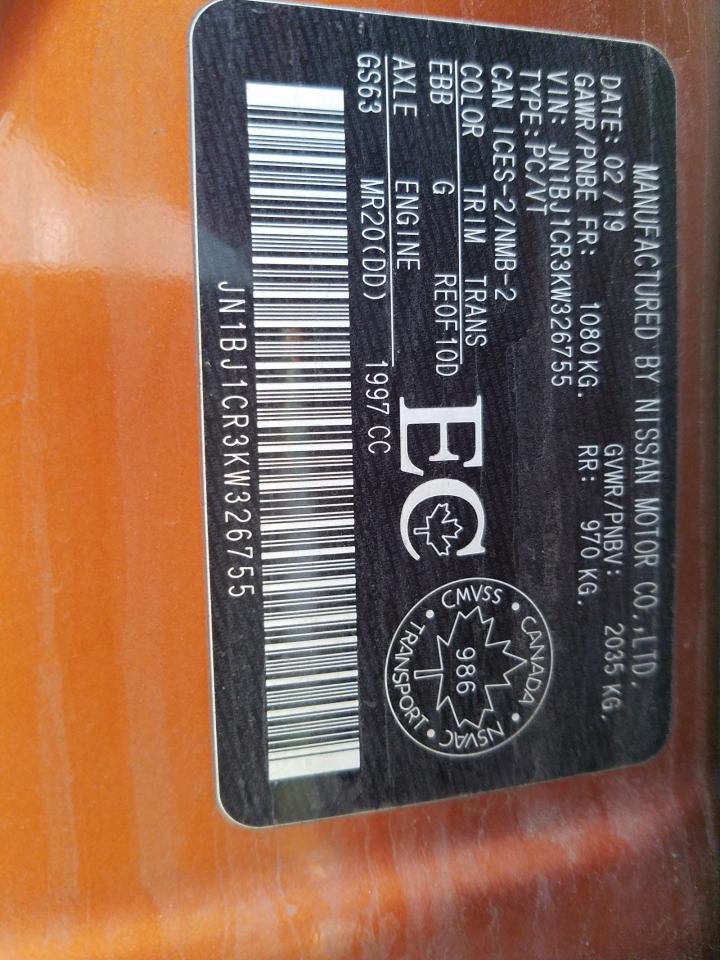 MANUFACTURED BY NISSAN MOTOR CO.,LTD.
DATE: 02/19 GVWR/PNBV: 2035 KG.
GAWR/PNBE FR: 1080 KG. RR: 970 KG.
VIN: JN1BJ1CR3KW326755
TYPE: PC/VT
CAN ICES-2/NMB-2
COLOR TRIM TRANS
EBB G RE0F10D
AXLE ENGINE
GS63 MR20(DD) 1997 CC
EC
CANADA • NSVAC • TRANSPORT • CMVSS •
986
JN1BJ1CR3KW326755